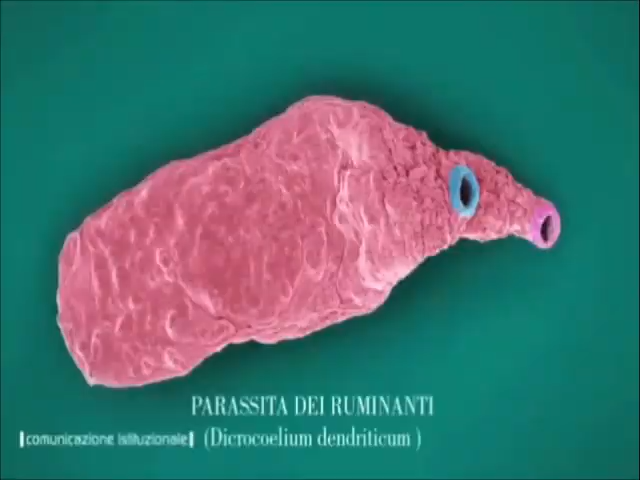 PARASSITA DEI RUMINANTI
comunicazione istituzionale (Dicrocoelium dendriticum )